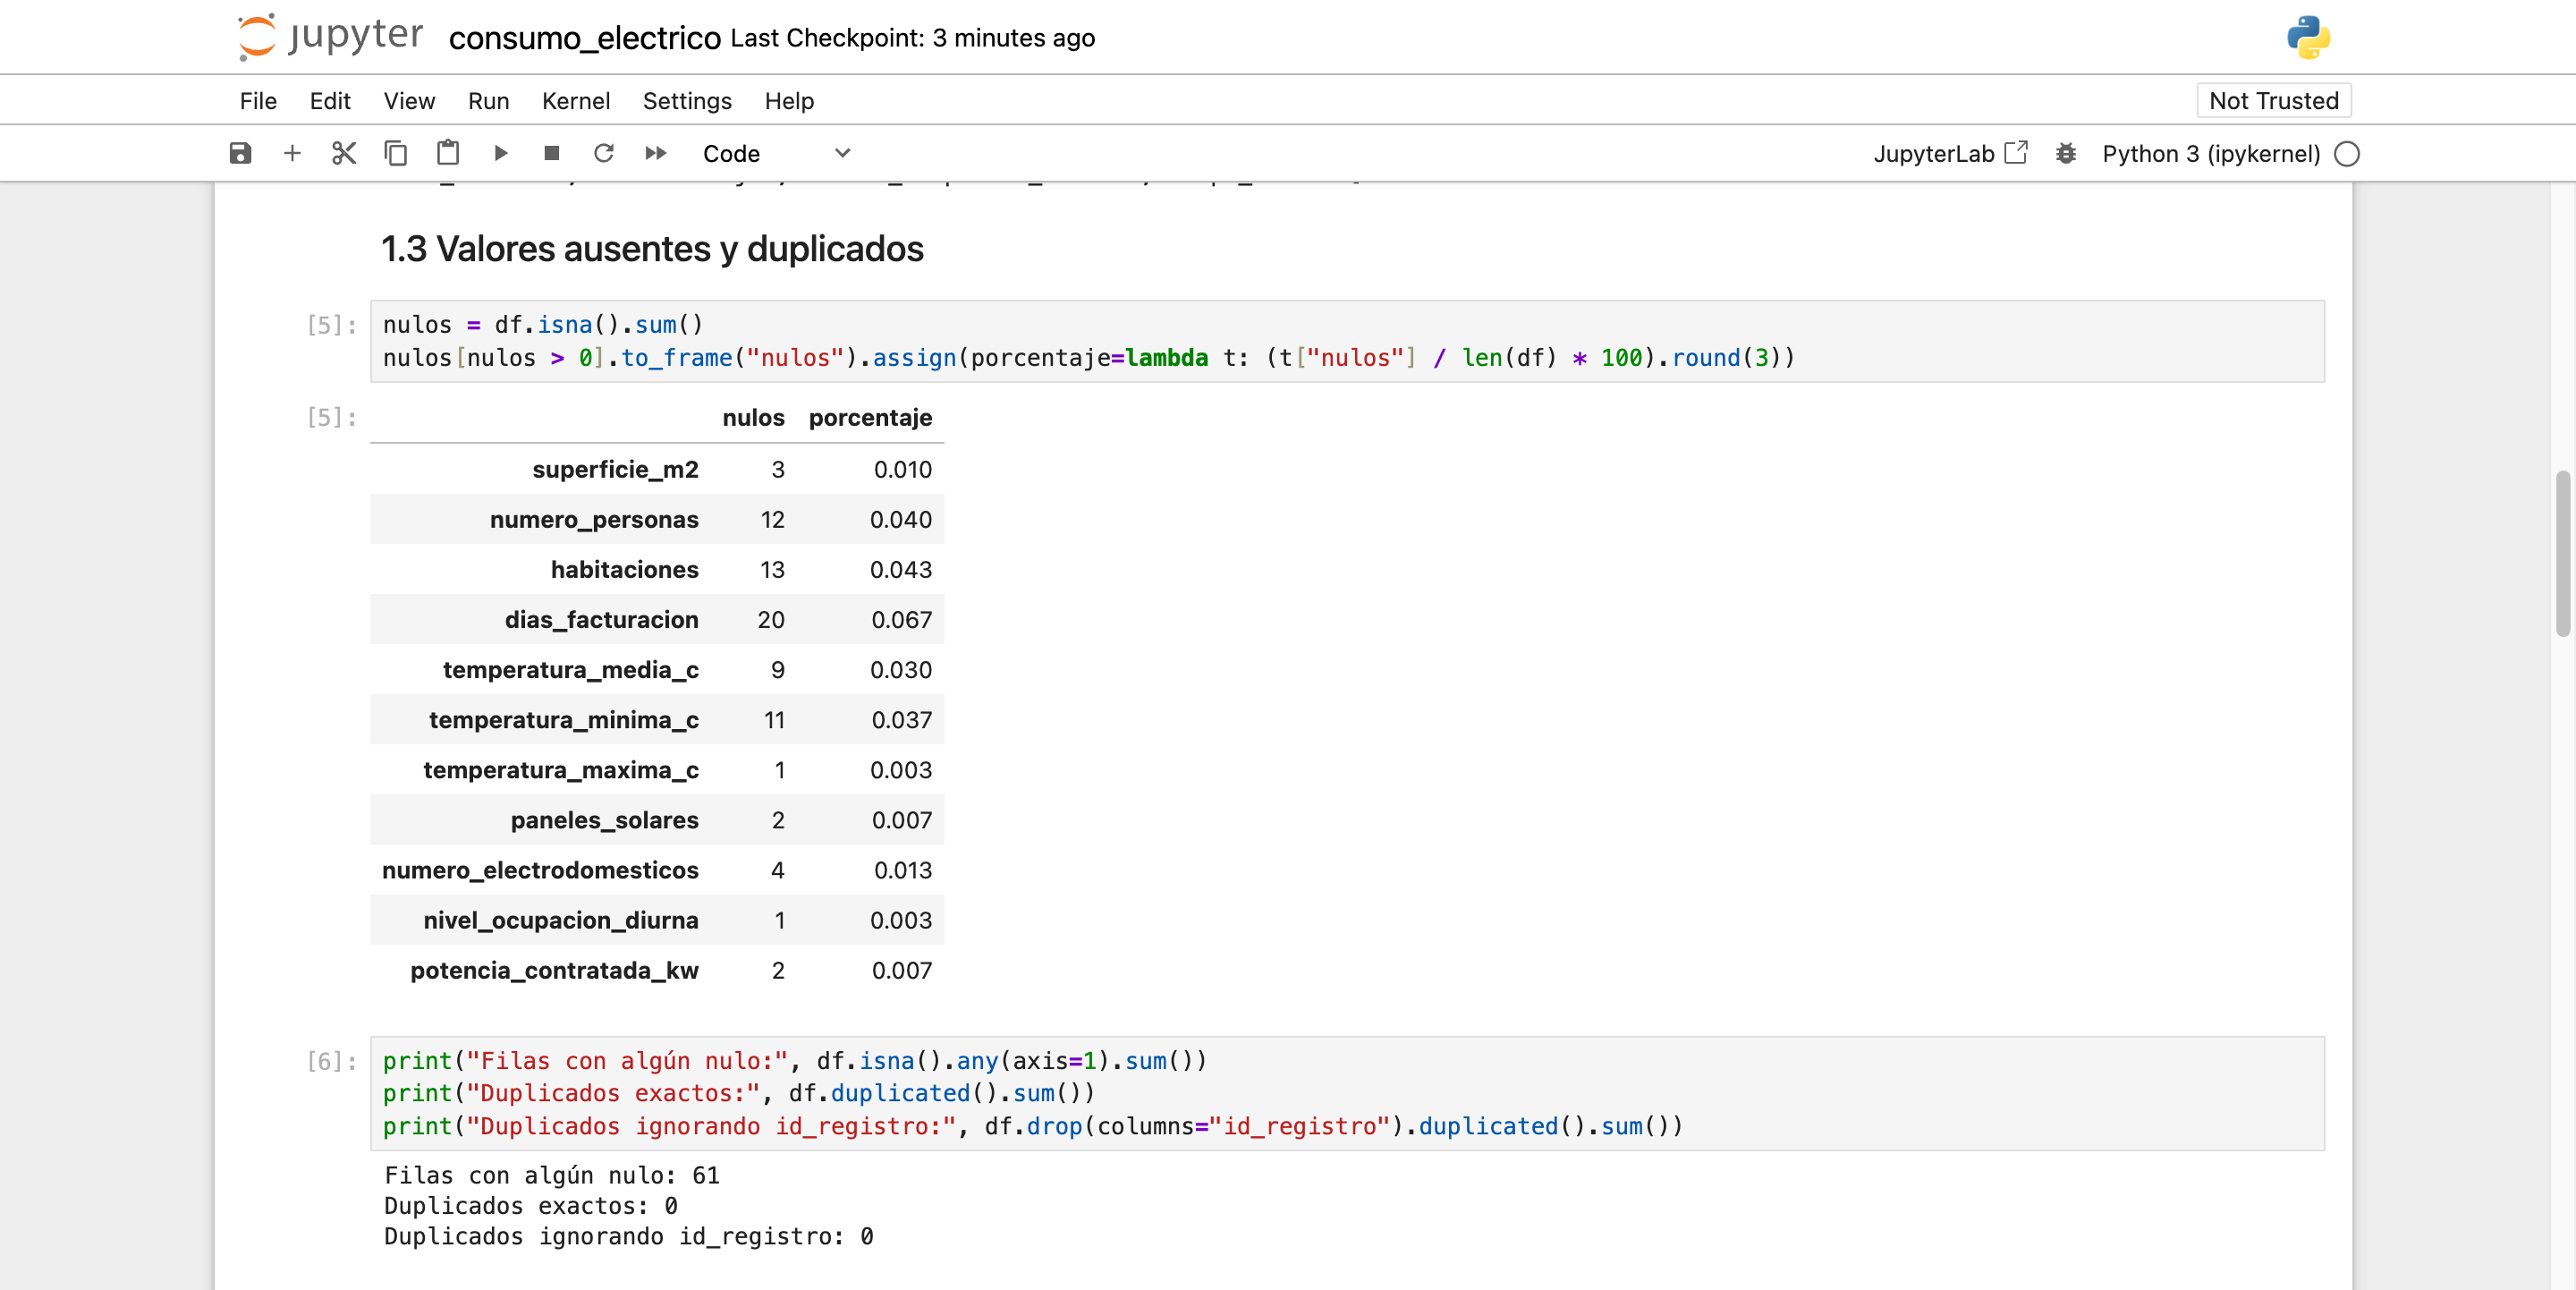 jupyter consumo_electrico Last Checkpoint: 3 minutes ago
File Edit View Run Kernel Settings Help Not Trusted
Code JupyterLab Python 3 (ipykernel)
1.3 Valores ausentes y duplicados
[5]: nulos = df.isna().sum()
nulos[nulos > 0].to_frame("nulos").assign(porcentaje=lambda t: (t["nulos"] / len(df) * 100).round(3))
[5]: nulos porcentaje
superficie_m2 3 0.010
numero_personas 12 0.040
habitaciones 13 0.043
dias_facturacion 20 0.067
temperatura_media_c 9 0.030
temperatura_minima_c 11 0.037
temperatura_maxima_c 1 0.003
paneles_solares 2 0.007
numero_electrodomesticos 4 0.013
nivel_ocupacion_diurna 1 0.003
potencia_contratada_kw 2 0.007
[6]: print("Filas con algún nulo:", df.isna().any(axis=1).sum())
print("Duplicados exactos:", df.duplicated().sum())
print("Duplicados ignorando id_registro:", df.drop(columns="id_registro").duplicated().sum())
Filas con algún nulo: 61
Duplicados exactos: 0
Duplicados ignorando id_registro: 0